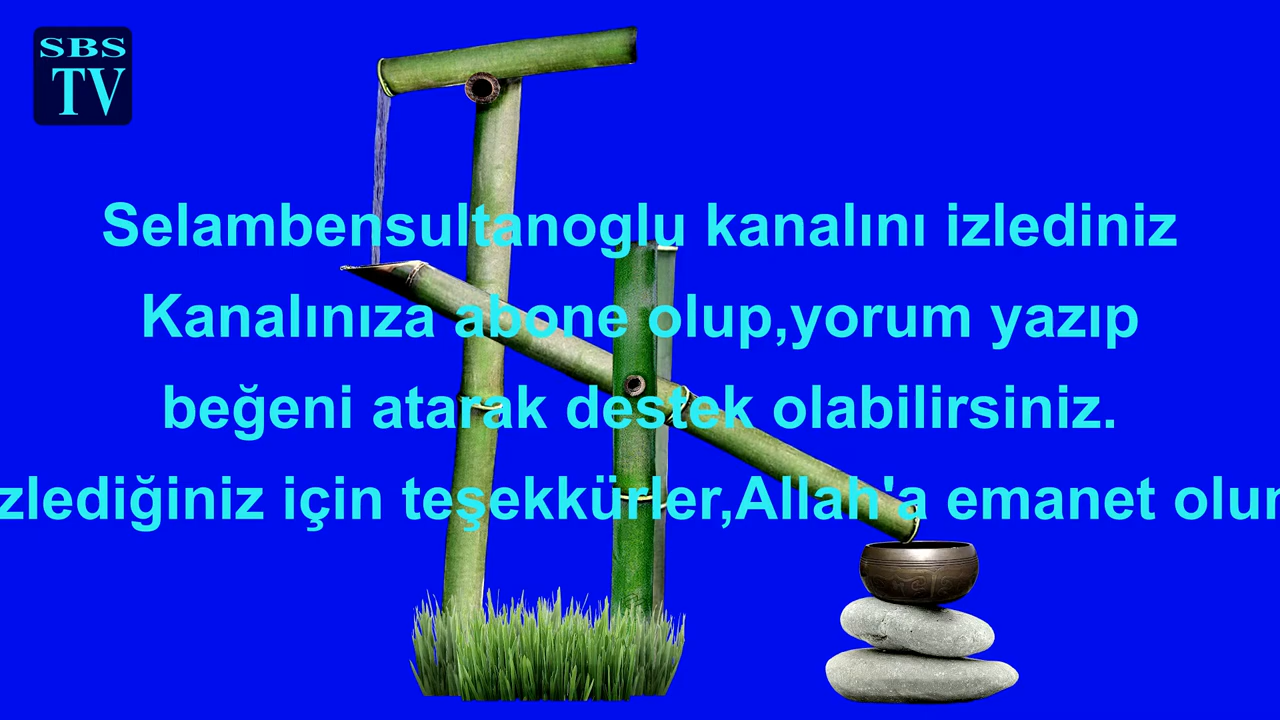 SBS
TV
Selambensultanoglu kanalını izlediniz
Kanalınıza abone olup,yorum yazıp
beğeni atarak destek olabilirsiniz.
zlediğiniz için teşekkürler,Allah'a emanet olun